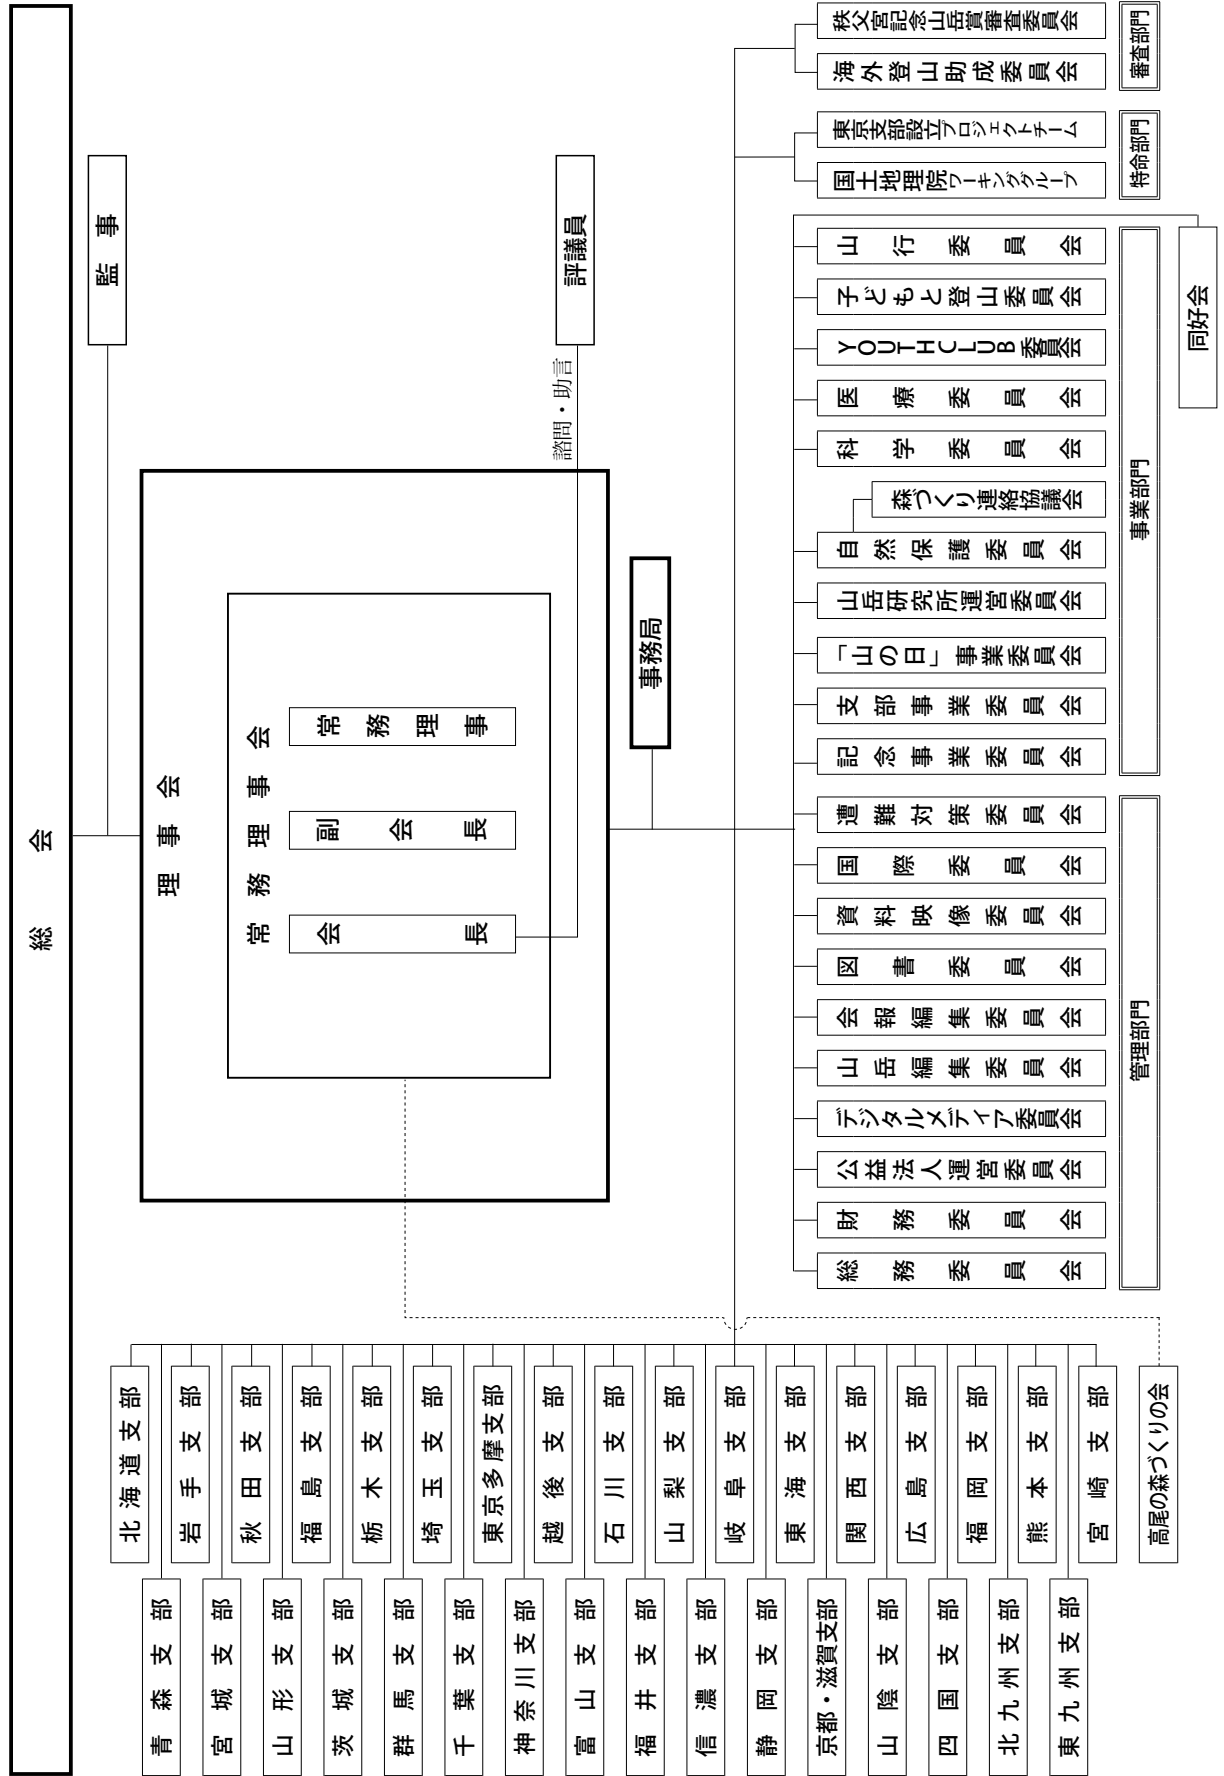 総会
監事
理事会
常務理事会
会長
副会長
常務理事
評議員
諮問・助言
事務局
北海道支部
青森支部
岩手支部
宮城支部
秋田支部
山形支部
福島支部
茨城支部
栃木支部
群馬支部
埼玉支部
千葉支部
東京多摩支部
神奈川支部
越後支部
富山支部
石川支部
福井支部
山梨支部
信濃支部
岐阜支部
静岡支部
東海支部
京都・滋賀支部
関西支部
山陰支部
広島支部
四国支部
福岡支部
北九州支部
熊本支部
東九州支部
宮崎支部
高尾の森づくりの会
総務委員会
財務委員会
公益法人運営委員会
デジタルメディア委員会
山岳編集委員会
会報編集委員会
図書委員会
資料映像委員会
国際委員会
遭難対策委員会
管理部門
記念事業委員会
支部事業委員会
「山の日」事業委員会
山岳研究所運営委員会
自然保護委員会
森づくり連絡協議会
科学委員会
医療委員会
YOUTHCLUB委員会
子どもと登山委員会
山行委員会
事業部門
同好会
国土地理院ワーキンググループ
東京支部設立プロジェクトチーム
特命部門
海外登山助成委員会
秩父宮記念山岳賞審査委員会
審査部門